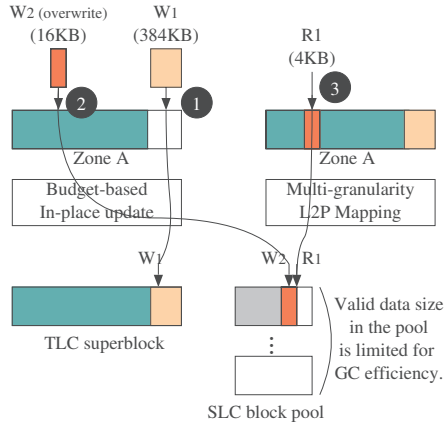 W2 (overwrite)
(16KB)
W1
(384KB)
R1
(4KB)
2
1
3
Zone A
Zone A
Budget-based
In-place update
Multi-granularity
L2P Mapping
W1
W2
R1
TLC superblock
⋮
SLC block pool
Valid data size
in the pool
is limited for
GC efficiency.